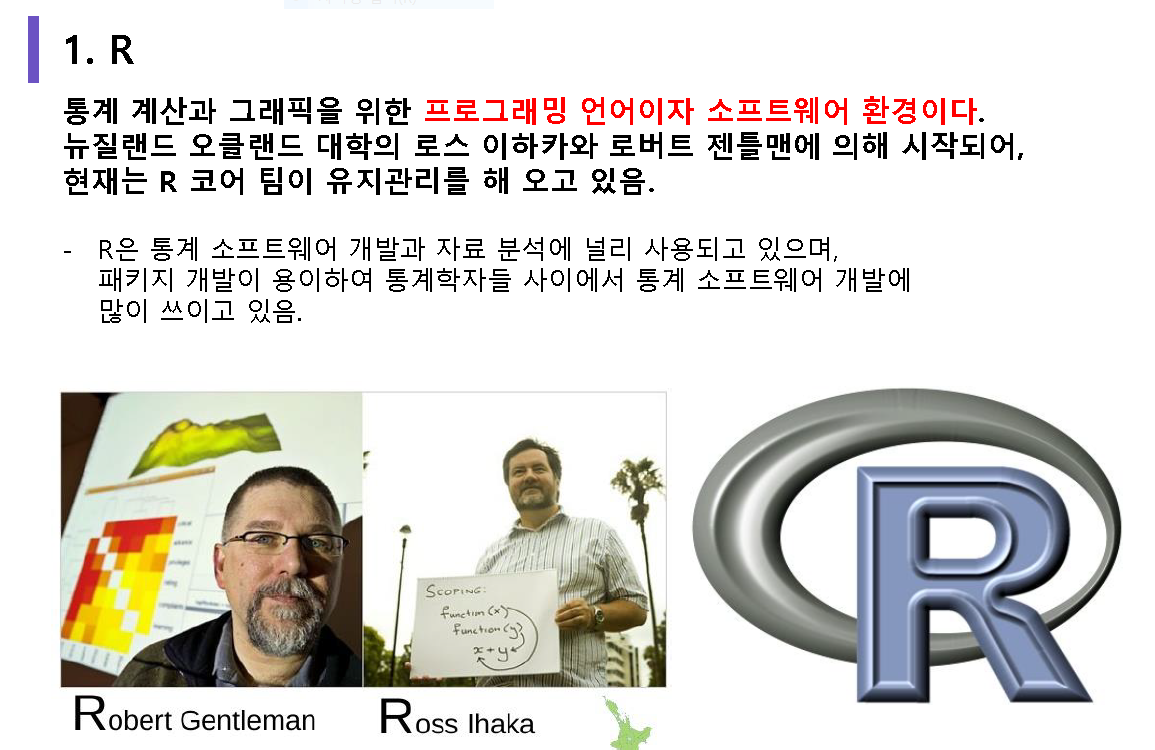 1. R
통계 계산과 그래픽을 위한 프로그래밍 언어이자 소프트웨어 환경이다.
뉴질랜드 오클랜드 대학의 로스 이하카와 로버트 젠틀맨에 의해 시작되어,
현재는 R 코어 팀이 유지관리를 해 오고 있음.
- R은 통계 소프트웨어 개발과 자료 분석에 널리 사용되고 있으며,
패키지 개발이 용이하여 통계학자들 사이에서 통계 소프트웨어 개발에
많이 쓰이고 있음.
SCOPING:
function(x)
function(y)
x+y
R
Robert Gentleman
Ross Ihaka